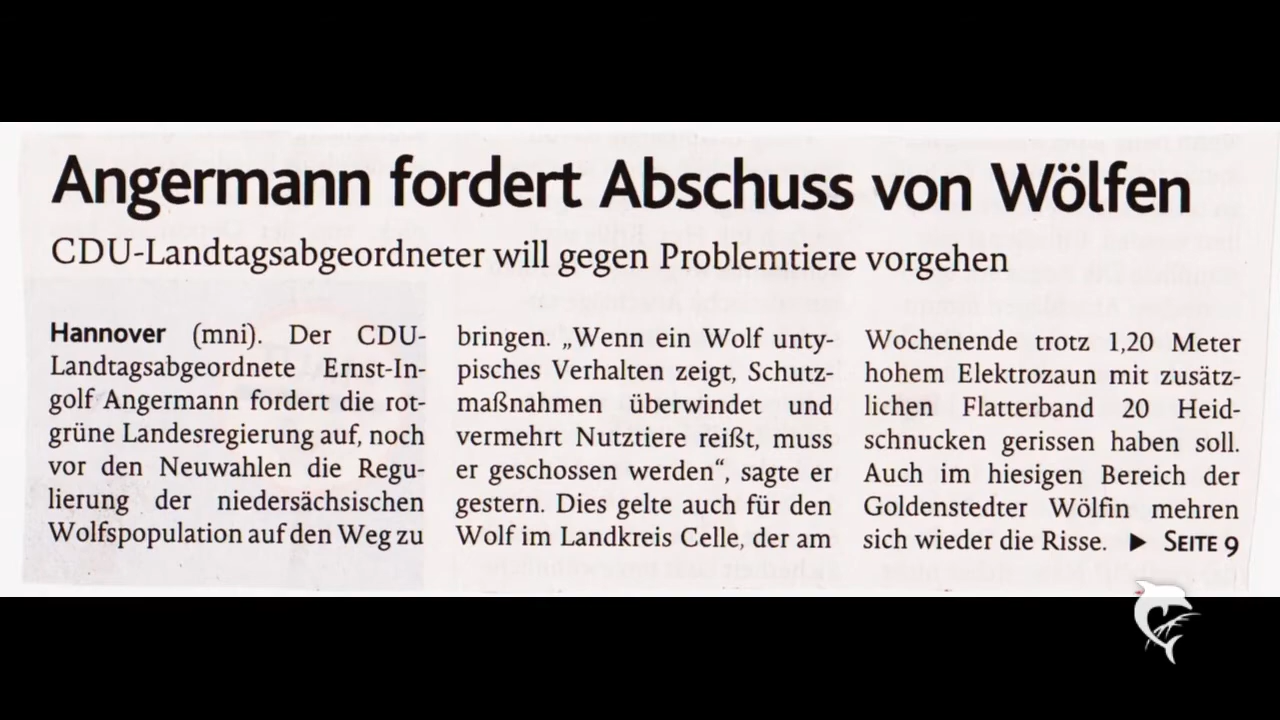 Angermann fordert Abschuss von Wölfen
CDU-Landtagsabgeordneter will gegen Problemtiere vorgehen
Hannover (mni). Der CDU-
Landtagsabgeordnete Ernst-In-
golf Angermann fordert die rot-
grüne Landesregierung auf, noch
vor den Neuwahlen die Regu-
lierung der niedersächsischen
Wolfspopulation auf den Weg zu
bringen. „Wenn ein Wolf unty-
pisches Verhalten zeigt, Schutz-
maßnahmen überwindet und
vermehrt Nutztiere reißt, muss
er geschossen werden“, sagte er
gestern. Dies gelte auch für den
Wolf im Landkreis Celle, der am
Wochenende trotz 1,20 Meter
hohem Elektrozaun mit zusätz-
lichen Flatterband 20 Heid-
schnucken gerissen haben soll.
Auch im hiesigen Bereich der
Goldenstedter Wölfin mehren
sich wieder die Risse. ▶ SEITE 9